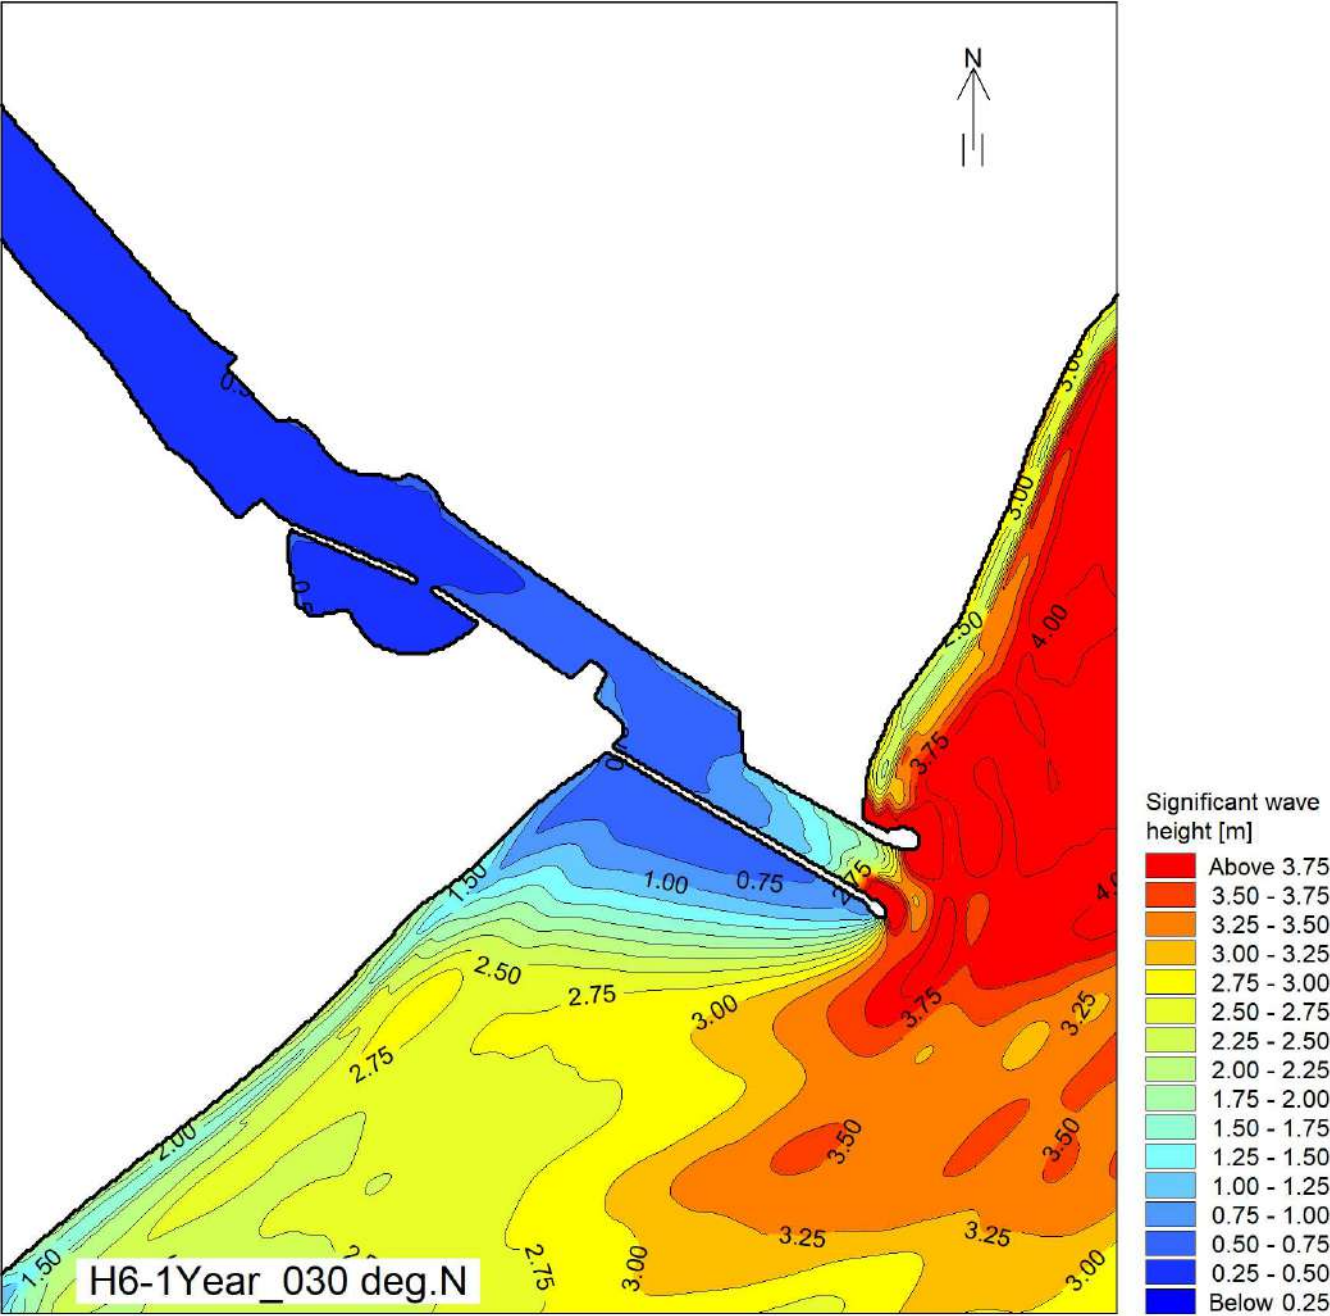 N
3.00
3.00
4.00
2.50
3.75
Significant wave
height [m]
Above 3.75
3.50 - 3.75
3.25 - 3.50
3.00 - 3.25
2.75 - 3.00
2.50 - 2.75
2.25 - 2.50
2.00 - 2.25
1.75 - 2.00
1.50 - 1.75
1.25 - 1.50
1.00 - 1.25
0.75 - 1.00
0.50 - 0.75
0.25 - 0.50
Below 0.25
1.50
1.00
0.75
2.75
2.50
2.75
3.00
3.75
3.25
2.75
2.00
3.50
3.50
3.25
3.25
1.50
2.75
3.00
3.00
H6-1Year_030 deg.N